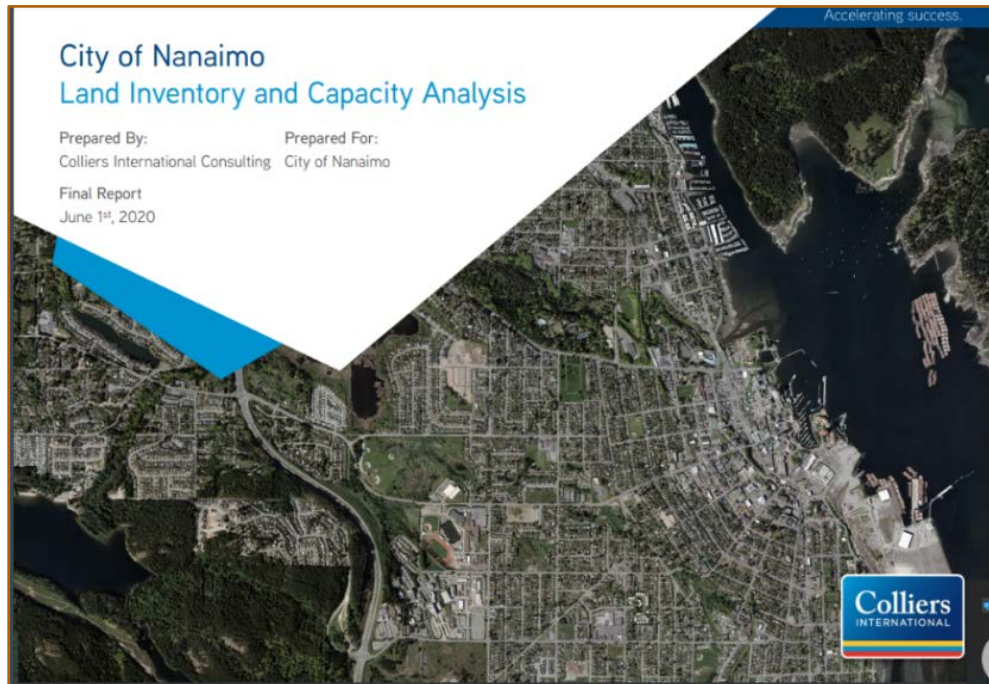 Accelerating success.
City of Nanaimo
Land Inventory and Capacity Analysis
Prepared By:
Colliers International Consulting
Prepared For:
City of Nanaimo
Final Report
June 1st, 2020
Colliers
INTERNATIONAL